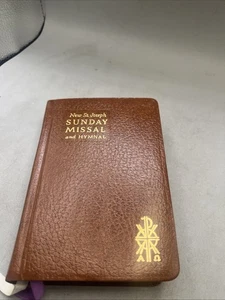 New St. Joseph
SUNDAY
MISSAL
and HYMNAL
Α Ω